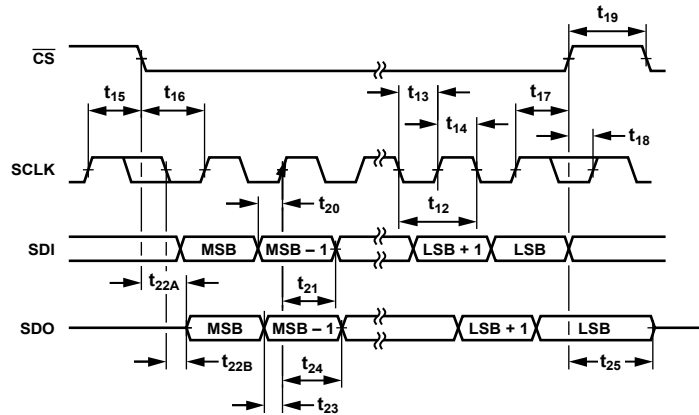 t19
CS
t15 t16 t13 t17
t14
t18
SCLK
t20 t12
SDI MSB MSB – 1 LSB + 1 LSB
t22A t21
SDO MSB MSB – 1 LSB + 1 LSB
t22B t24 t25
t23